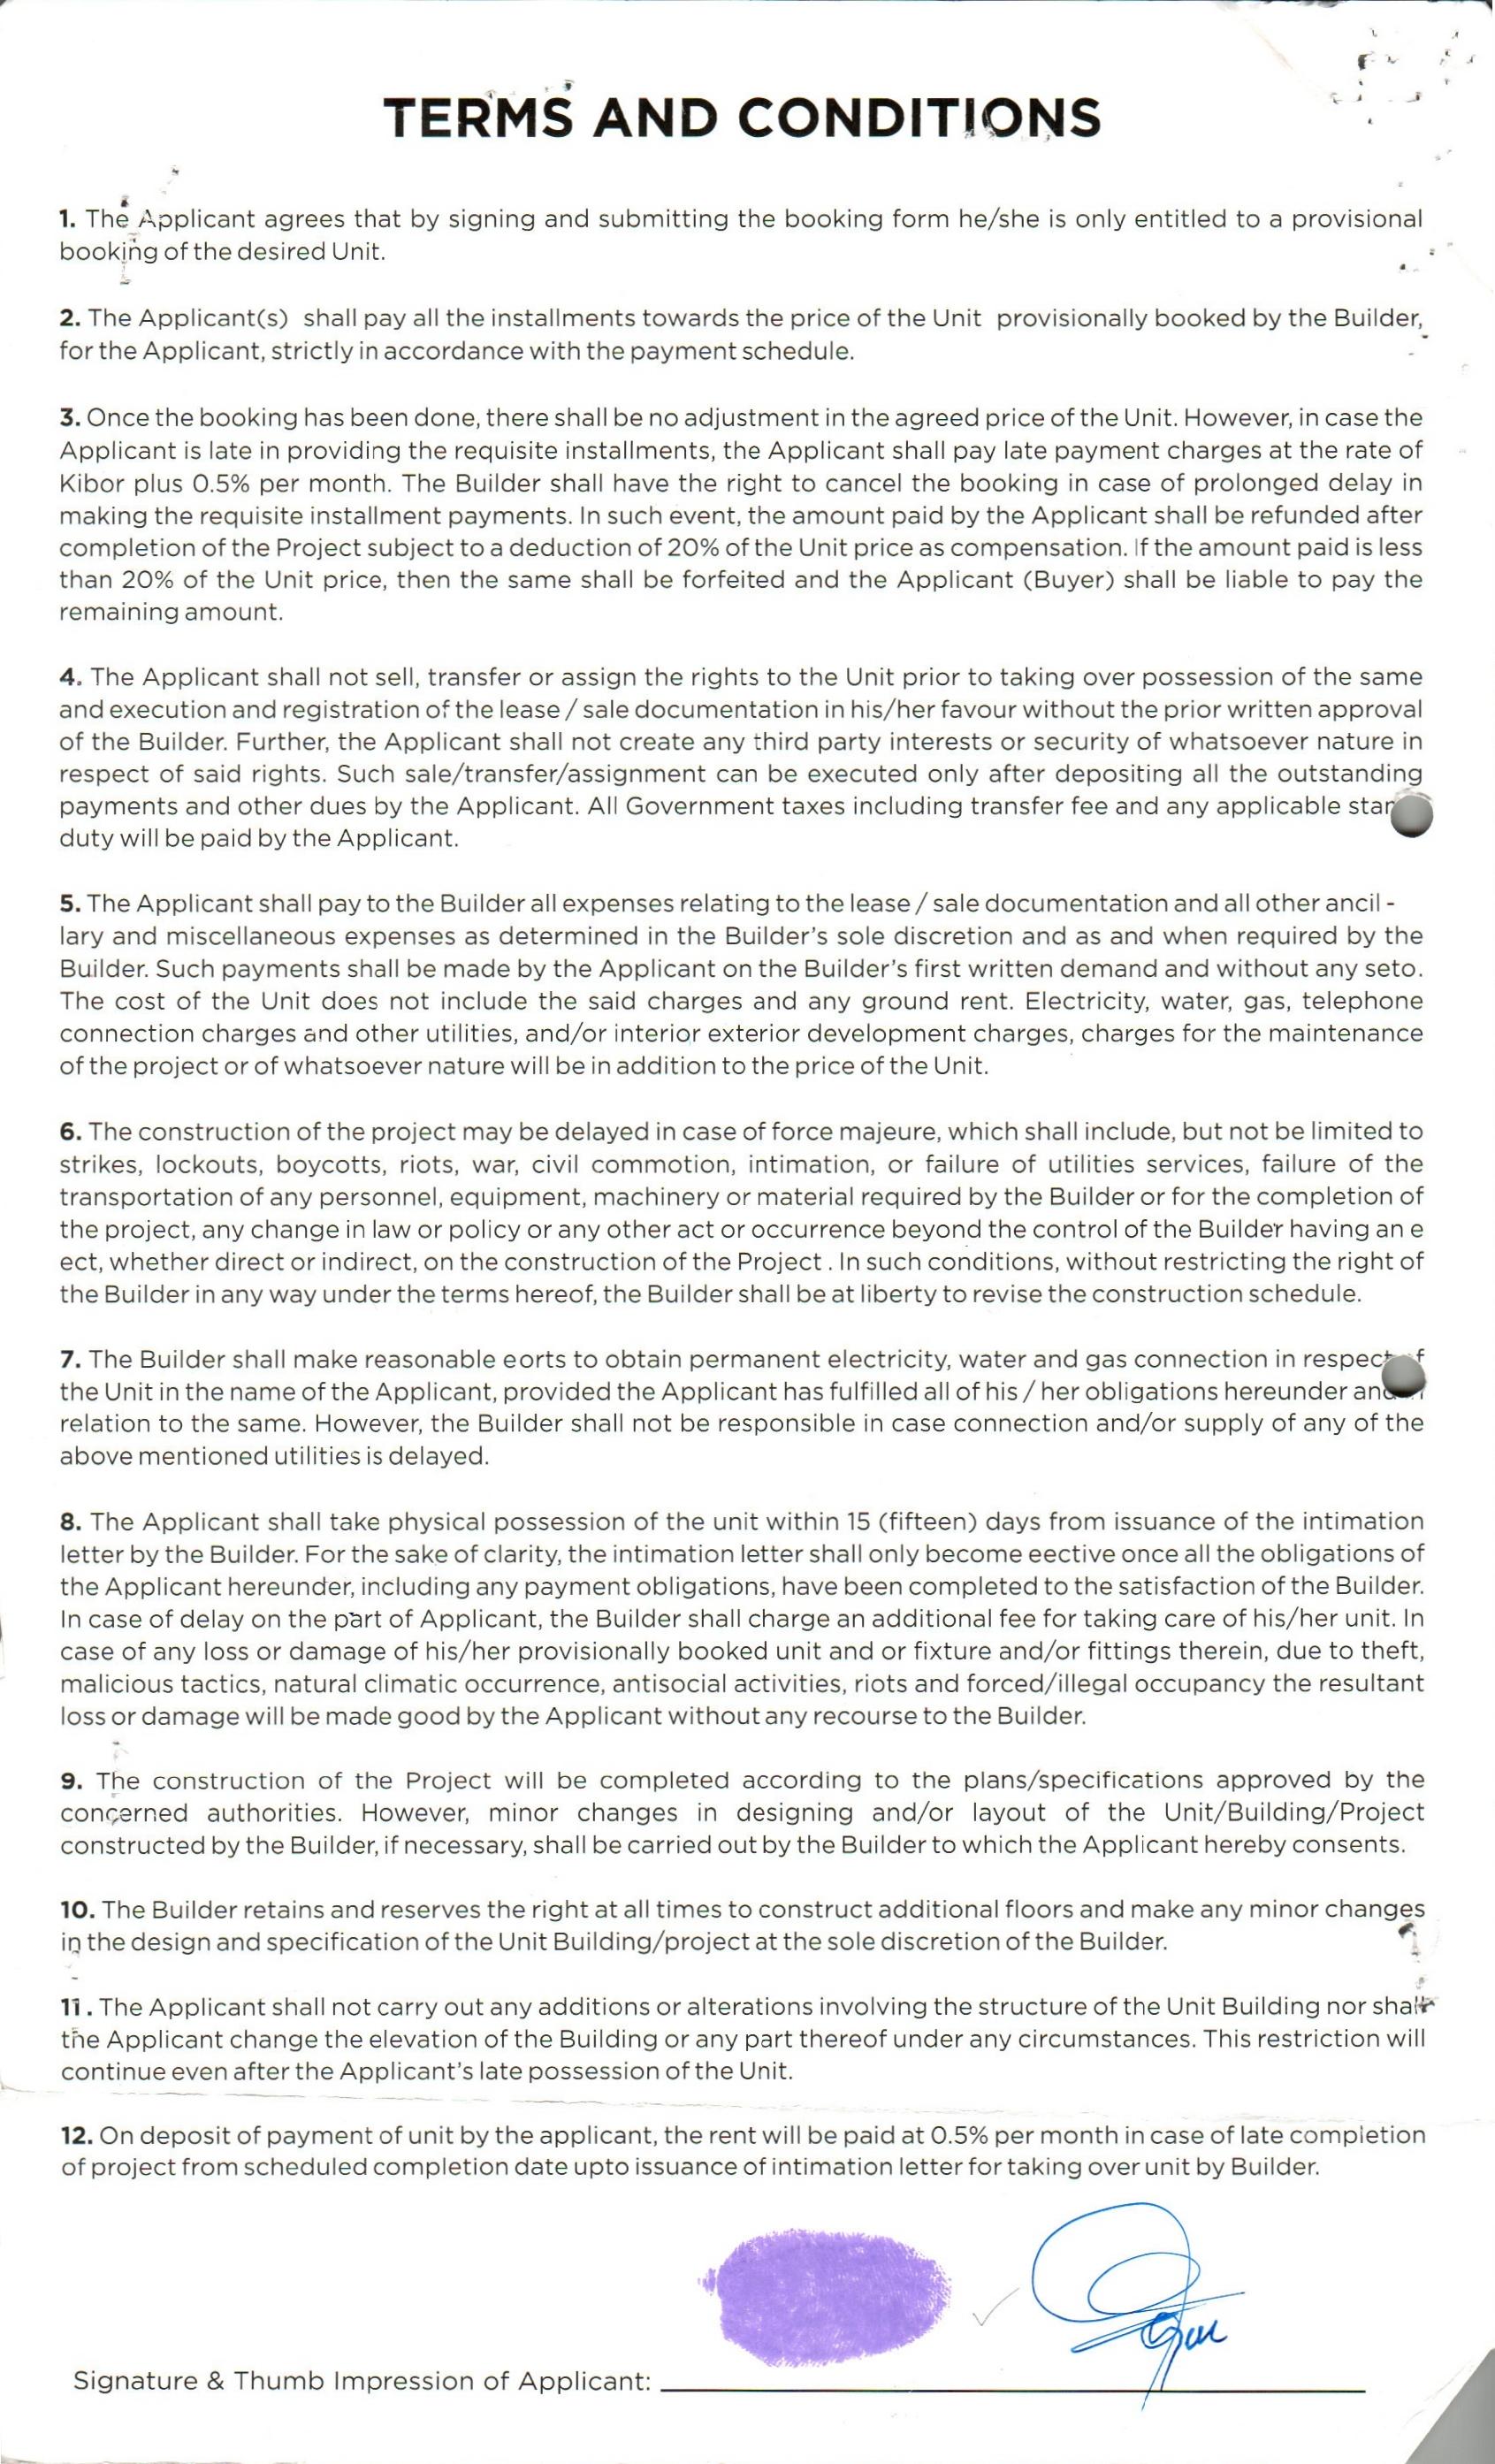 TERMS AND CONDITIONS
1. The Applicant agrees that by signing and submitting the booking form he/she is only entitled to a provisional
booking of the desired Unit.
2. The Applicant(s) shall pay all the installments towards the price of the Unit provisionally booked by the Builder,
for the Applicant, strictly in accordance with the payment schedule.
3. Once the booking has been done, there shall be no adjustment in the agreed price of the Unit. However, in case the
Applicant is late in providing the requisite installments, the Applicant shall pay late payment charges at the rate of
Kibor plus 0.5% per month. The Builder shall have the right to cancel the booking in case of prolonged delay in
making the requisite installment payments. In such event, the amount paid by the Applicant shall be refunded after
completion of the Project subject to a deduction of 20% of the Unit price as compensation. If the amount paid is less
than 20% of the Unit price, then the same shall be forfeited and the Applicant (Buyer) shall be liable to pay the
remaining amount.
4. The Applicant shall not sell, transfer or assign the rights to the Unit prior to taking over possession of the same
and execution and registration of the lease / sale documentation in his/her favour without the prior written approval
of the Builder. Further, the Applicant shall not create any third party interests or security of whatsoever nature in
respect of said rights. Such sale/transfer/assignment can be executed only after depositing all the outstanding
payments and other dues by the Applicant. All Government taxes including transfer fee and any applicable
duty will be paid by the Applicant.
5. The Applicant shall pay to the Builder all expenses relating to the lease / sale documentation and all other ancil -
lary and miscellaneous expenses as determined in the Builder's sole discretion and as and when required by the
Builder. Such payments shall be made by the Applicant on the Builder's first written demand and without any seto.
The cost of the Unit does not include the said charges and any ground rent. Electricity, water, gas, telephone
connection charges and other utilities, and/or interior exterior development charges, charges for the maintenance
of the project or of whatsoever nature will be in addition to the price of the Unit.
6. The construction of the project may be delayed in case of force majeure, which shall include, but not be limited to
strikes, lockouts, boycotts, riots, war, civil commotion, intimation, or failure of utilities services, failure of the
transportation of any personnel, equipment, machinery or material required by the Builder or for the completion of
the project, any change in law or policy or any other act or occurrence beyond the control of the Builder having an e
ect, whether direct or indirect, on the construction of the Project . In such conditions, without restricting the right of
the Builder in any way under the terms hereof, the Builder shall be at liberty to revise the construction schedule.
7. The Builder shall make reasonable eorts to obtain permanent electricity, water and gas connection in respect of
the Unit in the name of the Applicant, provided the Applicant has fulfilled all of his / her obligations hereunder
relation to the same. However, the Builder shall not be responsible in case connection and/or supply of any of the
above mentioned utilities is delayed.
8. The Applicant shall take physical possession of the unit within 15 (fifteen) days from issuance of the intimation
letter by the Builder. For the sake of clarity, the intimation letter shall only become eective once all the obligations of
the Applicant hereunder, including any payment obligations, have been completed to the satisfaction of the Builder.
In case of delay on the part of Applicant, the Builder shall charge an additional fee for taking care of his/her unit. In
case of any loss or damage of his/her provisionally booked unit and or fixture and/or fittings therein, due to theft,
malicious tactics, natural climatic occurrence, antisocial activities, riots and forced/illegal occupancy the resultant
loss or damage will be made good by the Applicant without any recourse to the Builder.
9. The construction of the Project will be completed according to the plans/specifications approved by the
concerned authorities. However, minor changes in designing and/or layout of the Unit/Building/Project
constructed by the Builder, if necessary, shall be carried out by the Builder to which the Applicant hereby consents.
10. The Builder retains and reserves the right at all times to construct additional floors and make any minor changes
in the design and specification of the Unit Building/project at the sole discretion of the Builder.
11. The Applicant shall not carry out any additions or alterations involving the structure of the Unit Building nor shall
the Applicant change the elevation of the Building or any part thereof under any circumstances. This restriction will
continue even after the Applicant's late possession of the Unit.
12. On deposit of payment of unit by the applicant, the rent will be paid at 0.5% per month in case of late completion
of project from scheduled completion date upto issuance of intimation letter for taking over unit by Builder.
Signature & Thumb Impression of Applicant: